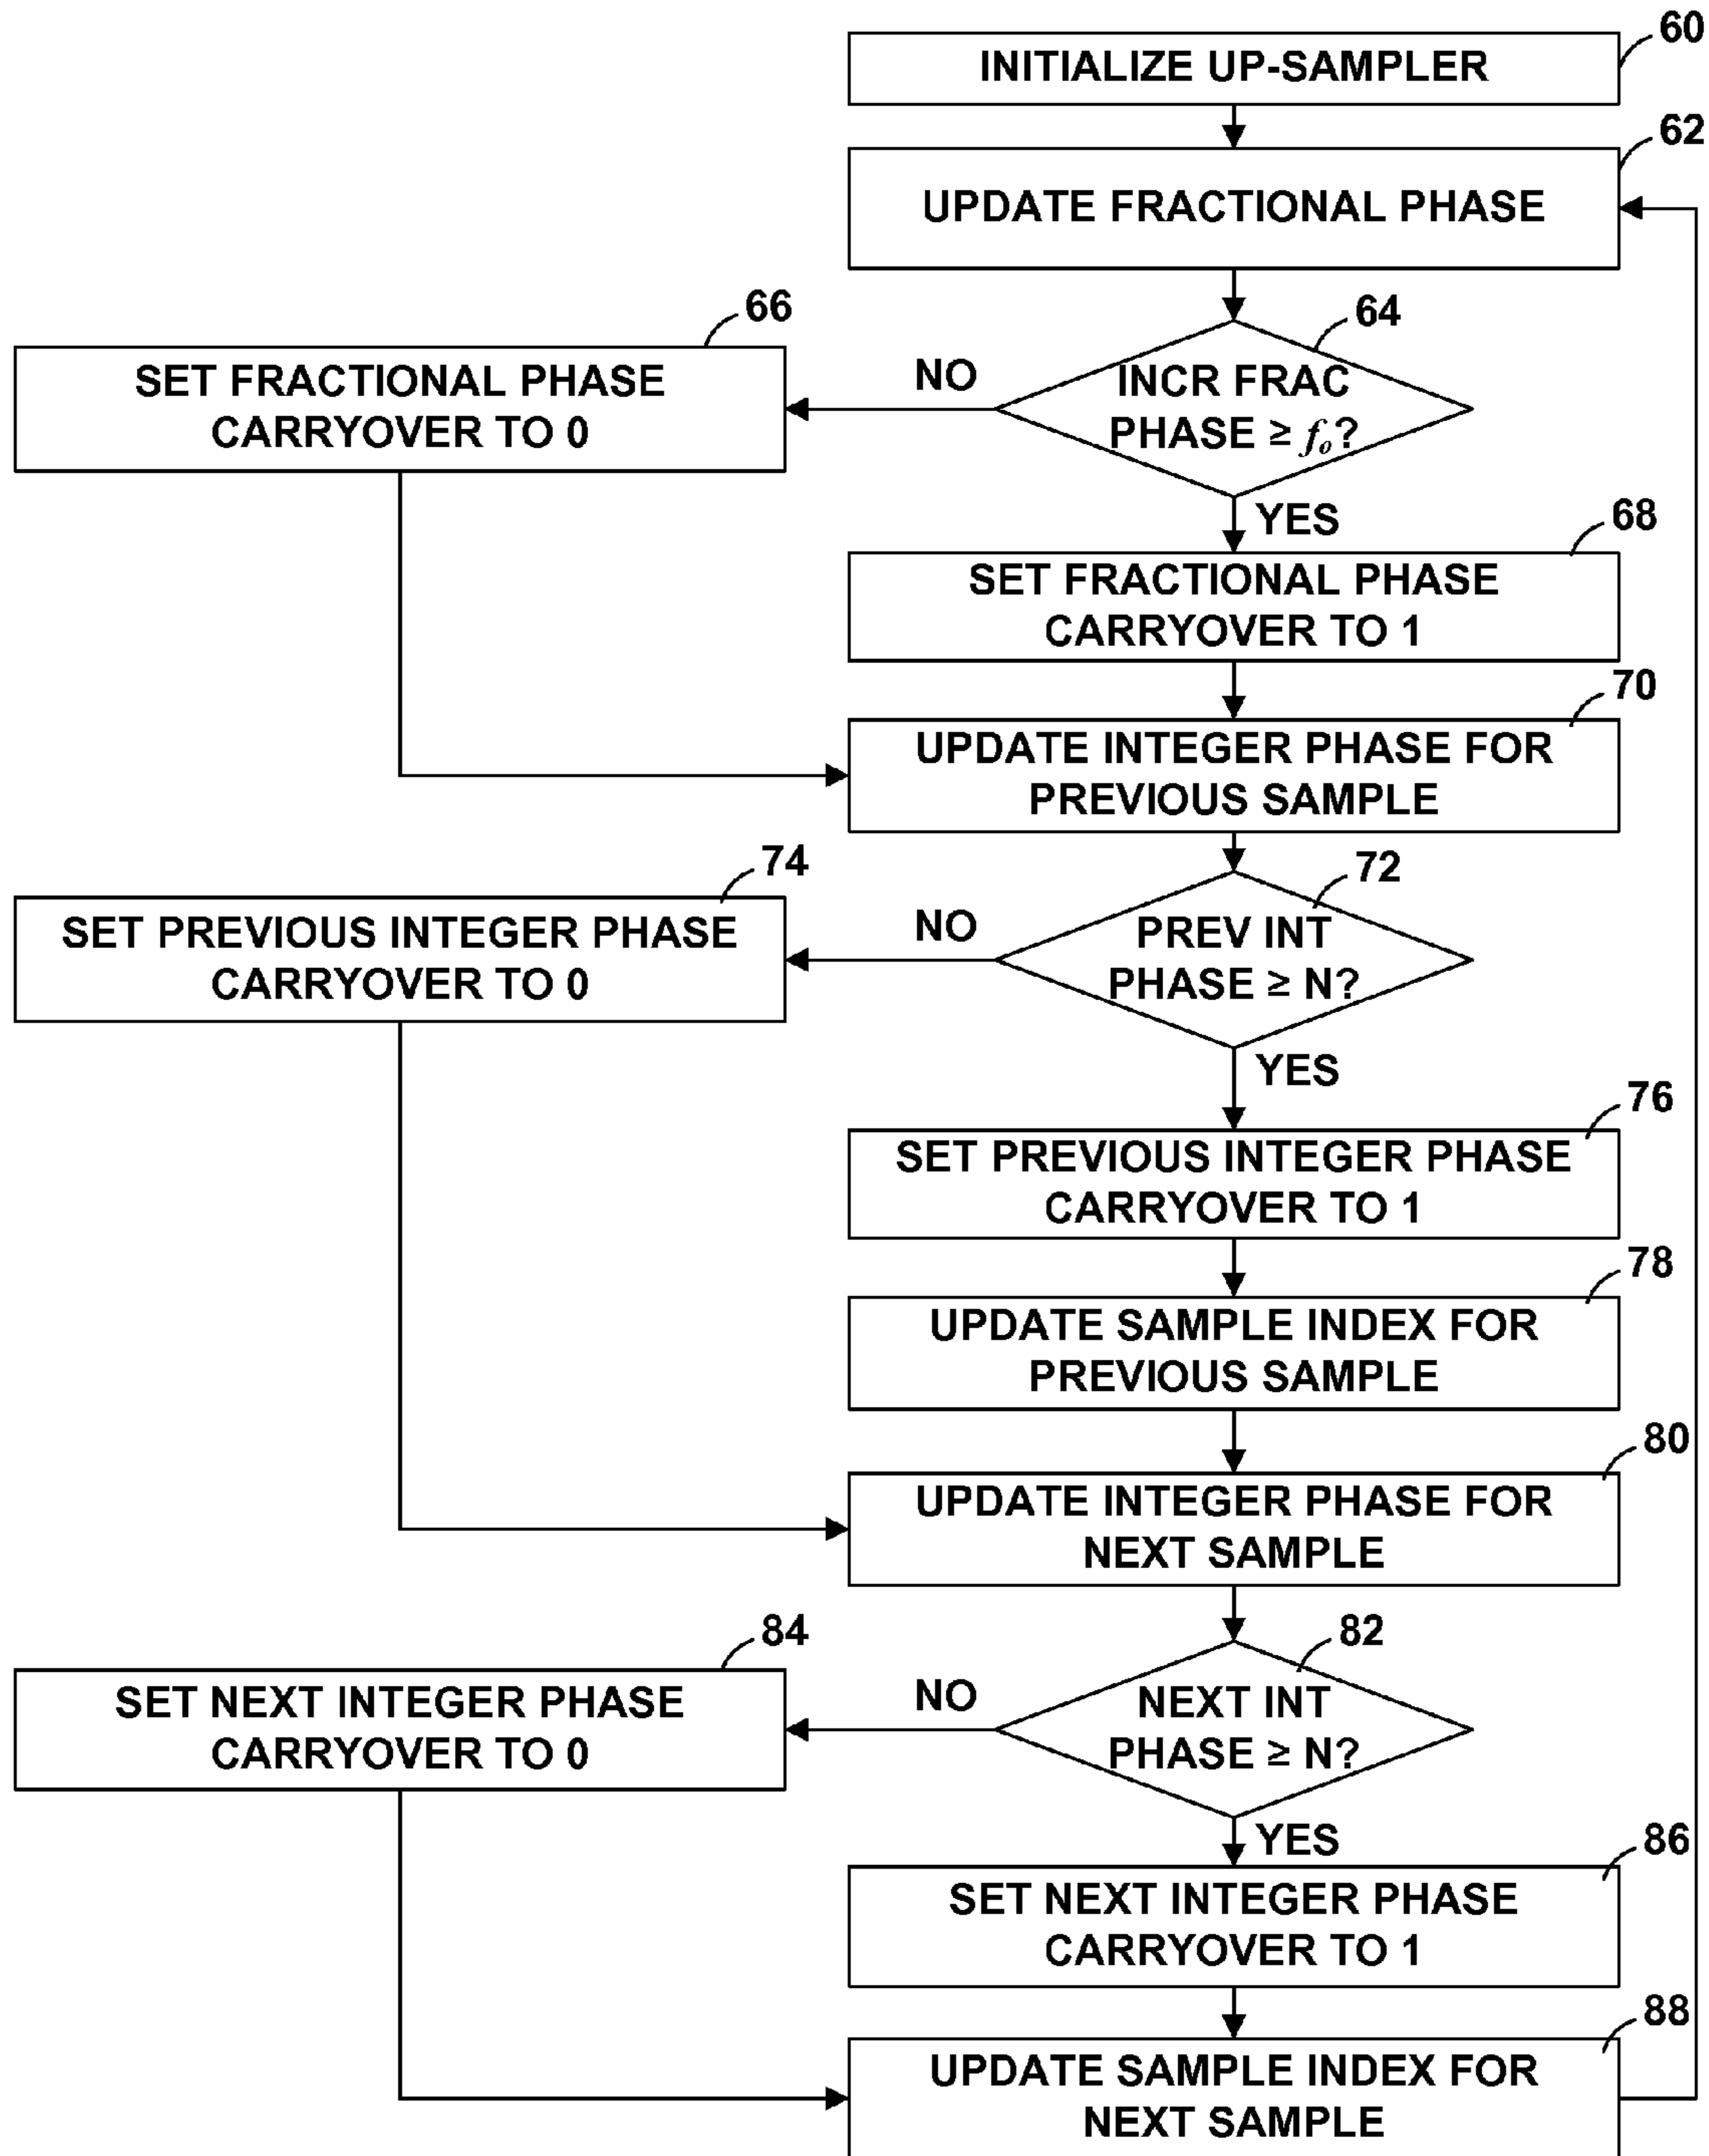 60
INITIALIZE UP-SAMPLER
62
UPDATE FRACTIONAL PHASE
64
INCR FRAC
PHASE ≥ fₒ?
NO
66
SET FRACTIONAL PHASE
CARRYOVER TO 0
YES
68
SET FRACTIONAL PHASE
CARRYOVER TO 1
70
UPDATE INTEGER PHASE FOR
PREVIOUS SAMPLE
72
PREV INT
PHASE ≥ N?
NO
74
SET PREVIOUS INTEGER PHASE
CARRYOVER TO 0
YES
76
SET PREVIOUS INTEGER PHASE
CARRYOVER TO 1
78
UPDATE SAMPLE INDEX FOR
PREVIOUS SAMPLE
80
UPDATE INTEGER PHASE FOR
NEXT SAMPLE
82
NEXT INT
PHASE ≥ N?
NO
84
SET NEXT INTEGER PHASE
CARRYOVER TO 0
YES
86
SET NEXT INTEGER PHASE
CARRYOVER TO 1
88
UPDATE SAMPLE INDEX FOR
NEXT SAMPLE